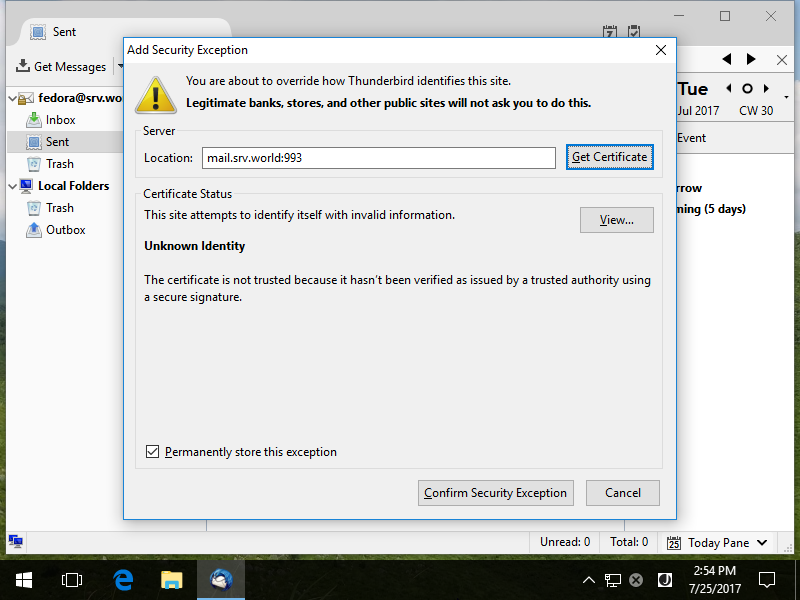 Sent
Add Security Exception
You are about to override how Thunderbird identifies this site.
Legitimate banks, stores, and other public sites will not ask you to do this.
Get Messages
fedora@srv.wo
Inbox
Sent
Trash
Local Folders
Trash
Outbox
Server
Location:
mail.srv.world:993
Get Certificate
Certificate Status
This site attempts to identify itself with invalid information.
View...
Unknown Identity
The certificate is not trusted because it hasn't been verified as issued by a trusted authority using
a secure signature.
Permanently store this exception
Confirm Security Exception
Cancel
7
Tue
Jul 2017
CW 30
Event
rrow
ming (5 days)
Unread: 0
Total: 0
25
Today Pane
2:54 PM
7/25/2017